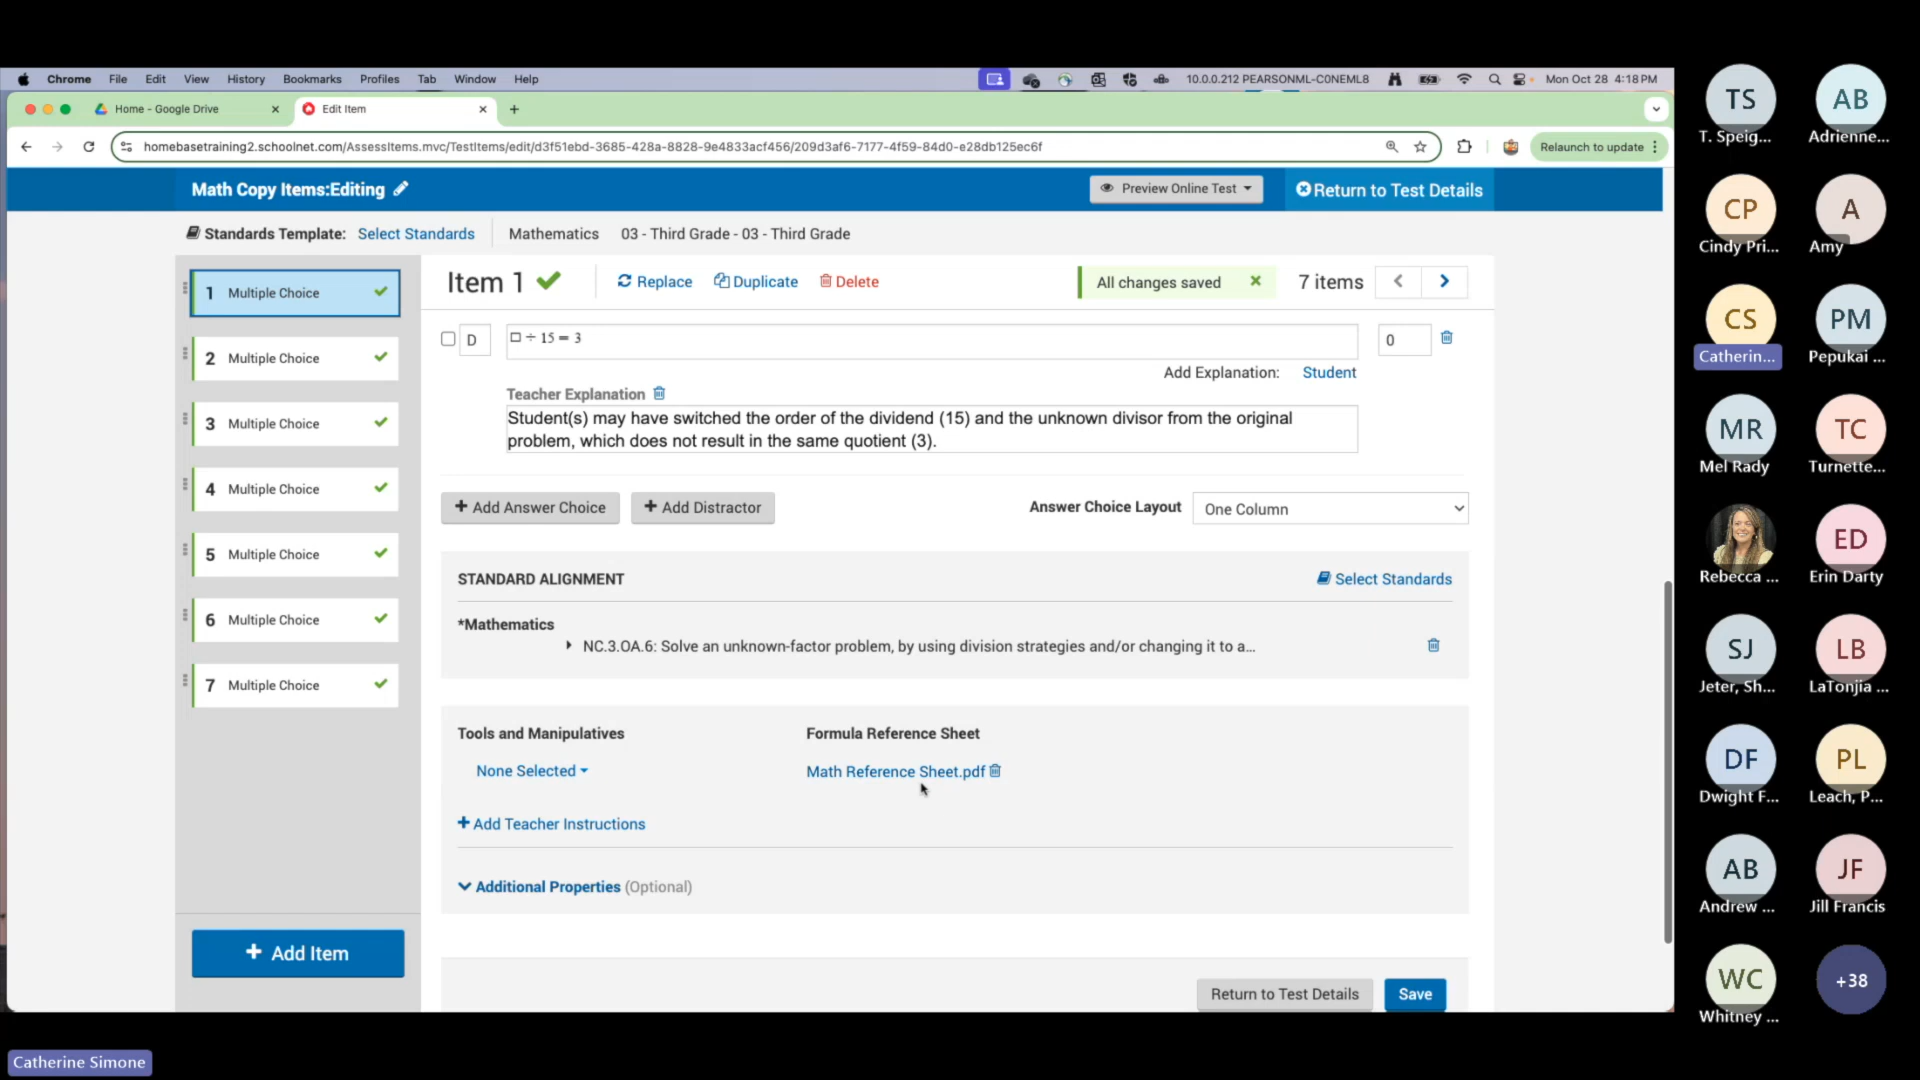 Chrome File Edit View History Bookmarks Profiles Tab Window Help
10.0.0.212 PEARSONML-C0NEML8 Mon Oct 28 4:18 PM
Home - Google Drive
Edit Item
homebasetraining2.schoolnet.com/AssessItems.mvc/TestItems/edit/d3f51ebd-3685-428a-8828-9e4833acf456/209d3af6-7177-4f59-84d0-e28db125ec6f
Relaunch to update
Math Copy Items:Editing
Preview Online Test
Return to Test Details
Standards Template: Select Standards
Mathematics 03 - Third Grade - 03 - Third Grade
1 Multiple Choice
2 Multiple Choice
3 Multiple Choice
4 Multiple Choice
5 Multiple Choice
6 Multiple Choice
7 Multiple Choice
+ Add Item
Item 1
Replace Duplicate Delete
All changes saved
7 items
D
□ ÷ 15 = 3
0
Add Explanation: Student
Teacher Explanation
Student(s) may have switched the order of the dividend (15) and the unknown divisor from the original
problem, which does not result in the same quotient (3).
+ Add Answer Choice
+ Add Distractor
Answer Choice Layout One Column
STANDARD ALIGNMENT
Select Standards
*Mathematics
NC.3.OA.6: Solve an unknown-factor problem, by using division strategies and/or changing it to a...
Tools and Manipulatives
Formula Reference Sheet
None Selected
Math Reference Sheet.pdf
+ Add Teacher Instructions
Additional Properties (Optional)
Return to Test Details
Save
TS
T. Speig...
AB
Adrienne...
CP
Cindy Pri...
A
Amy
CS
Catherin...
PM
Pepukai ...
MR
Mel Rady
TC
Turnette...
Rebecca ...
ED
Erin Darty
SJ
Jeter, Sh...
LB
LaTonjia ...
DF
Dwight F...
PL
Leach, P...
AB
Andrew ...
JF
Jill Francis
WC
Whitney ...
+38
Catherine Simone